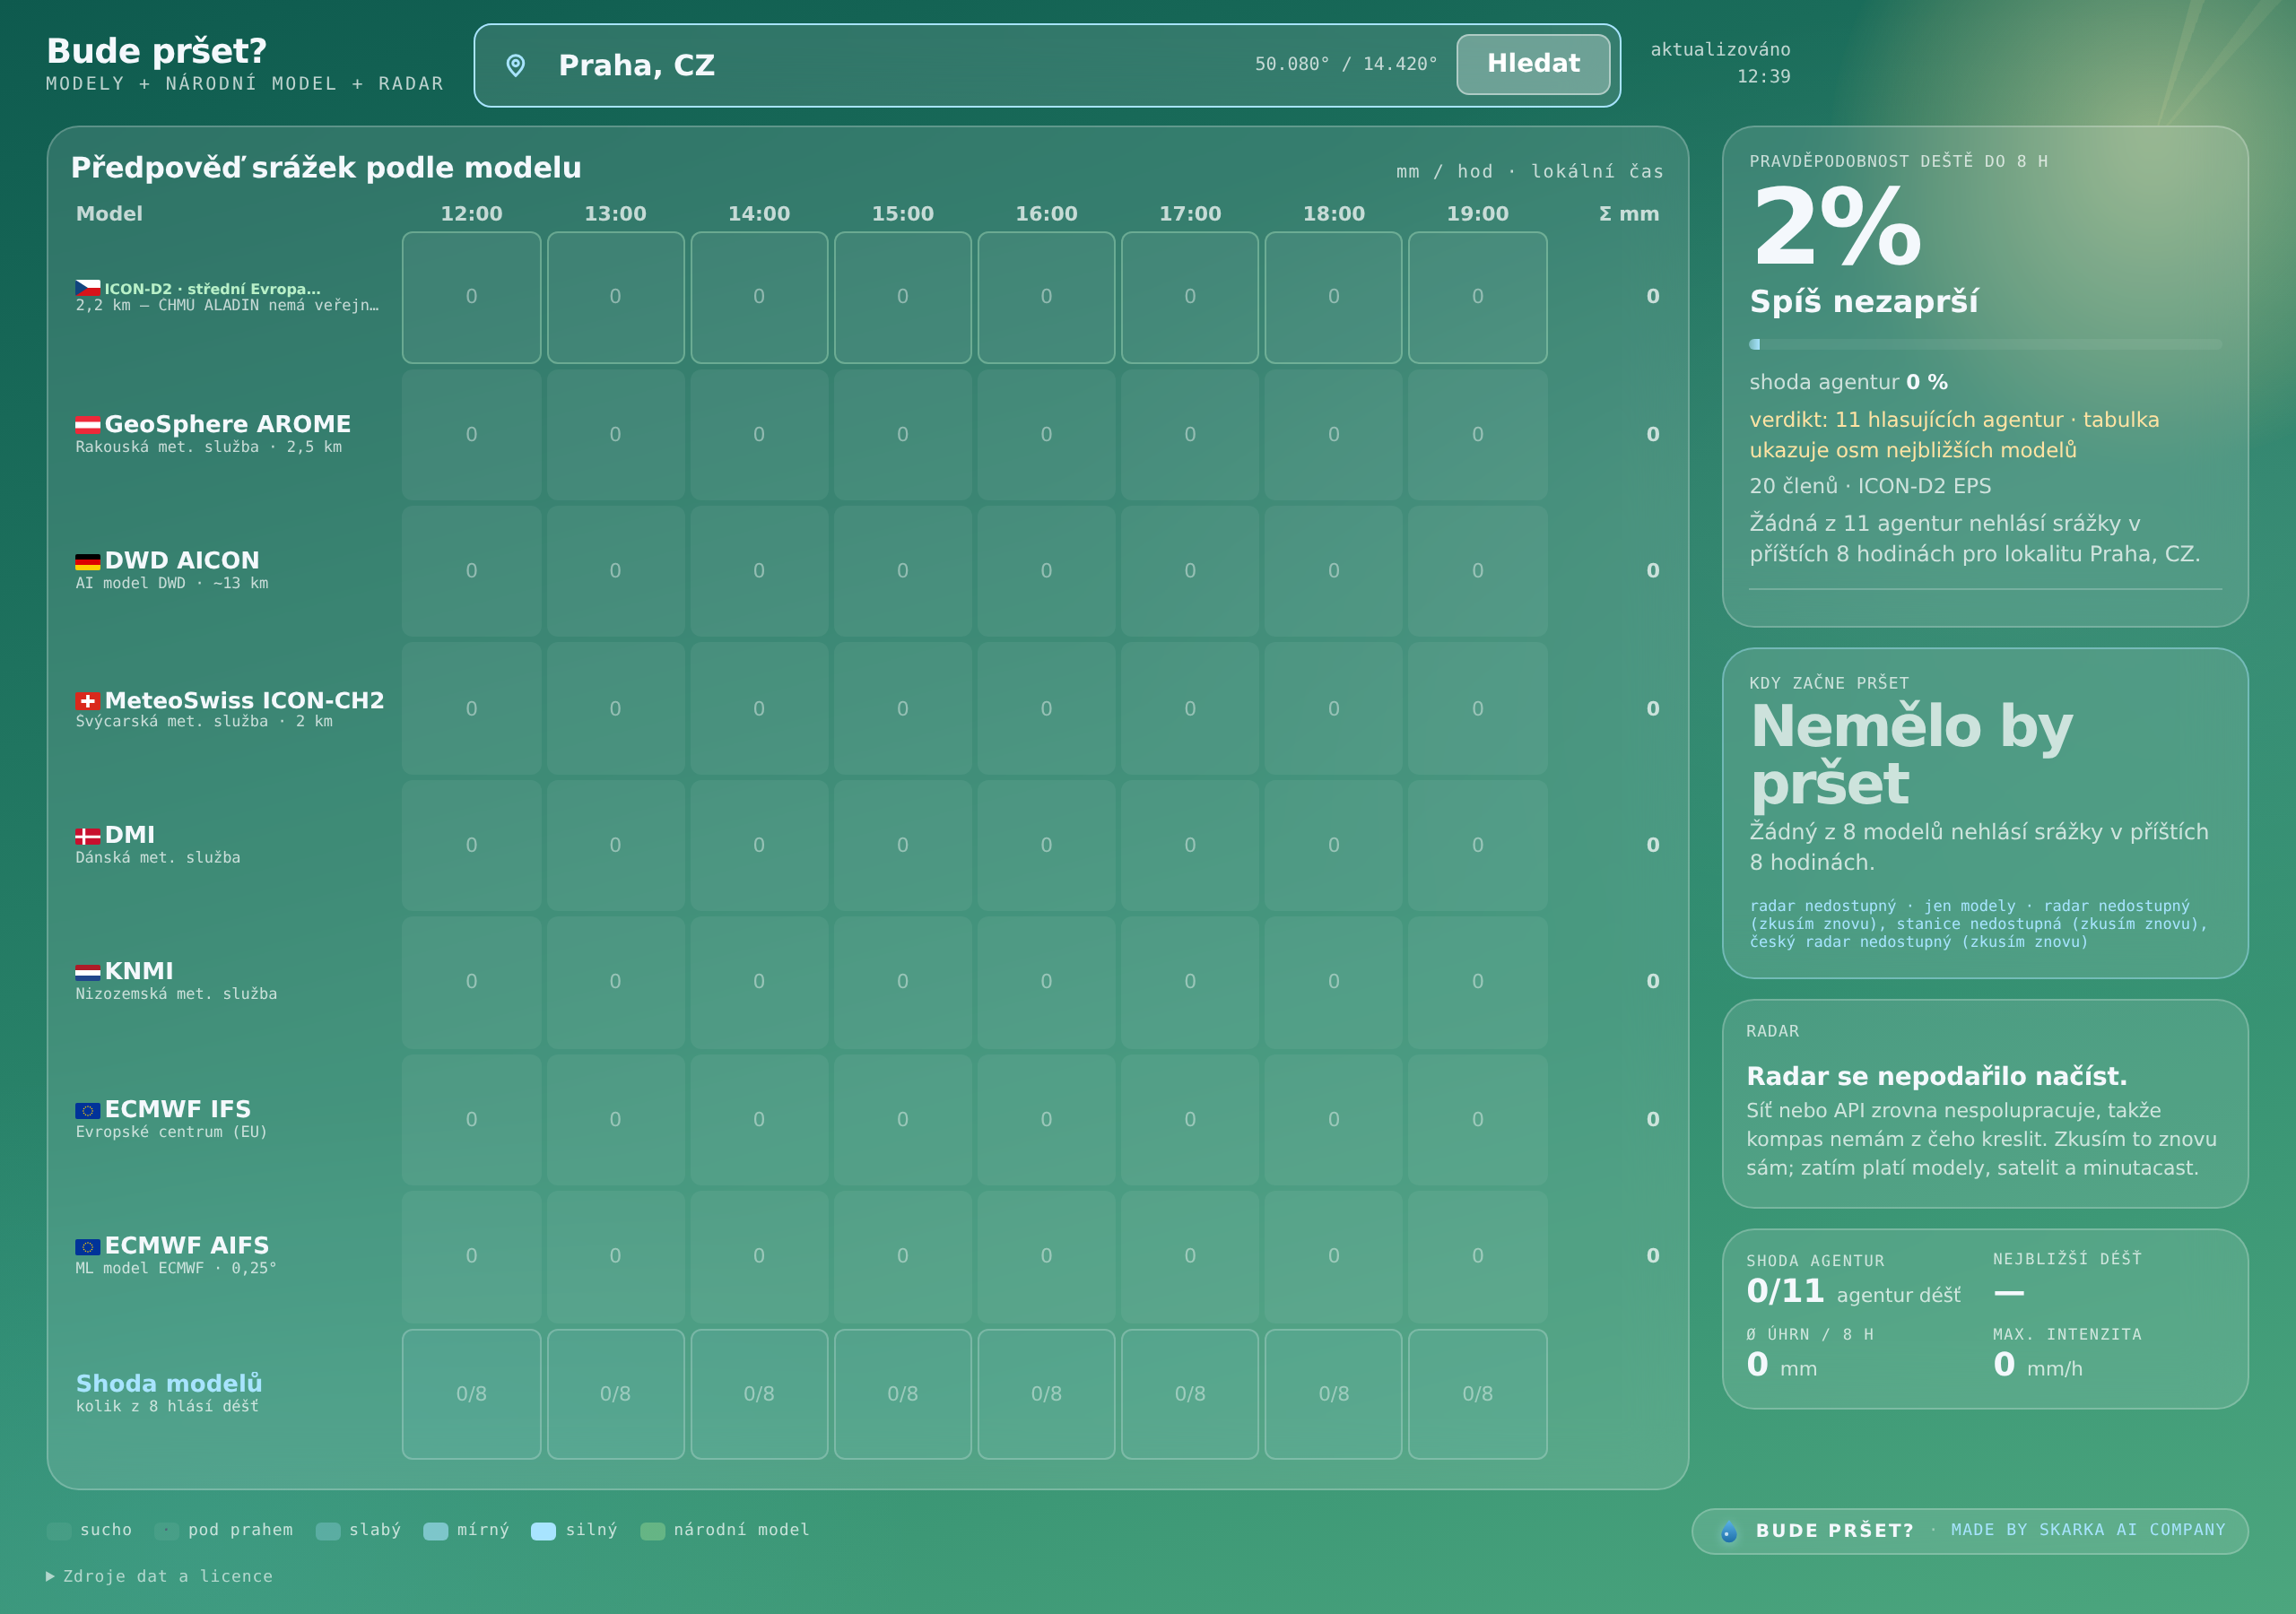 Bude pršet?
MODELY + NÁRODNÍ MODEL + RADAR
Praha, CZ
50.080° / 14.420°
Hledat
aktualizováno
12:39
Předpověď srážek podle modelu
mm / hod · lokální čas
Model 12:00 13:00 14:00 15:00 16:00 17:00 18:00 19:00 Σ mm
ICON-D2 · střední Evropa…
2,2 km — ČHMÚ ALADIN nemá veřejn…
0 0 0 0 0 0 0 0 0
GeoSphere AROME
Rakouská met. služba · 2,5 km
0 0 0 0 0 0 0 0 0
DWD AICON
AI model DWD · ~13 km
0 0 0 0 0 0 0 0 0
MeteoSwiss ICON-CH2
Švýcarská met. služba · 2 km
0 0 0 0 0 0 0 0 0
DMI
Dánská met. služba
0 0 0 0 0 0 0 0 0
KNMI
Nizozemská met. služba
0 0 0 0 0 0 0 0 0
ECMWF IFS
Evropské centrum (EU)
0 0 0 0 0 0 0 0 0
ECMWF AIFS
ML model ECMWF · 0,25°
0 0 0 0 0 0 0 0 0
Shoda modelů
kolik z 8 hlásí déšť
0/8 0/8 0/8 0/8 0/8 0/8 0/8 0/8
PRAVDĚPODOBNOST DEŠTĚ DO 8 H
2%
Spíš nezaprší
shoda agentur 0 %
verdikt: 11 hlasujících agentur · tabulka
ukazuje osm nejbližších modelů
20 členů · ICON-D2 EPS
Žádná z 11 agentur nehlásí srážky v
příštích 8 hodinách pro lokalitu Praha, CZ.
KDY ZAČNE PRŠET
Nemělo by
pršet
Žádný z 8 modelů nehlásí srážky v příštích
8 hodinách.
radar nedostupný · jen modely · radar nedostupný
(zkusím znovu), stanice nedostupná (zkusím znovu),
český radar nedostupný (zkusím znovu)
RADAR
Radar se nepodařilo načíst.
Síť nebo API zrovna nespolupracuje, takže
kompas nemám z čeho kreslit. Zkusím to znovu
sám; zatím platí modely, satelit a minutacast.
SHODA AGENTUR
0/11 agentur déšť
NEJBLIŽŠÍ DÉŠŤ
—
Ø ÚHRN / 8 H
0 mm
MAX. INTENZITA
0 mm/h
sucho · pod prahem slabý mírný silný národní model
BUDE PRŠET? · MADE BY SKARKA AI COMPANY
▶ Zdroje dat a licence